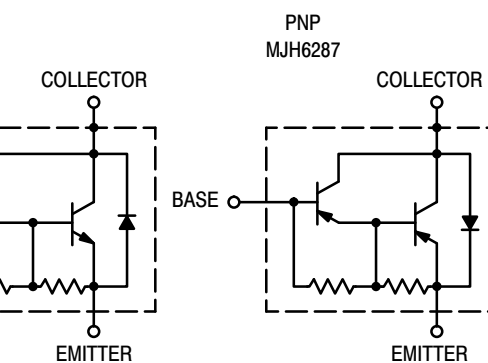 PNP
MJH6287
COLLECTOR
COLLECTOR
BASE
EMITTER
EMITTER